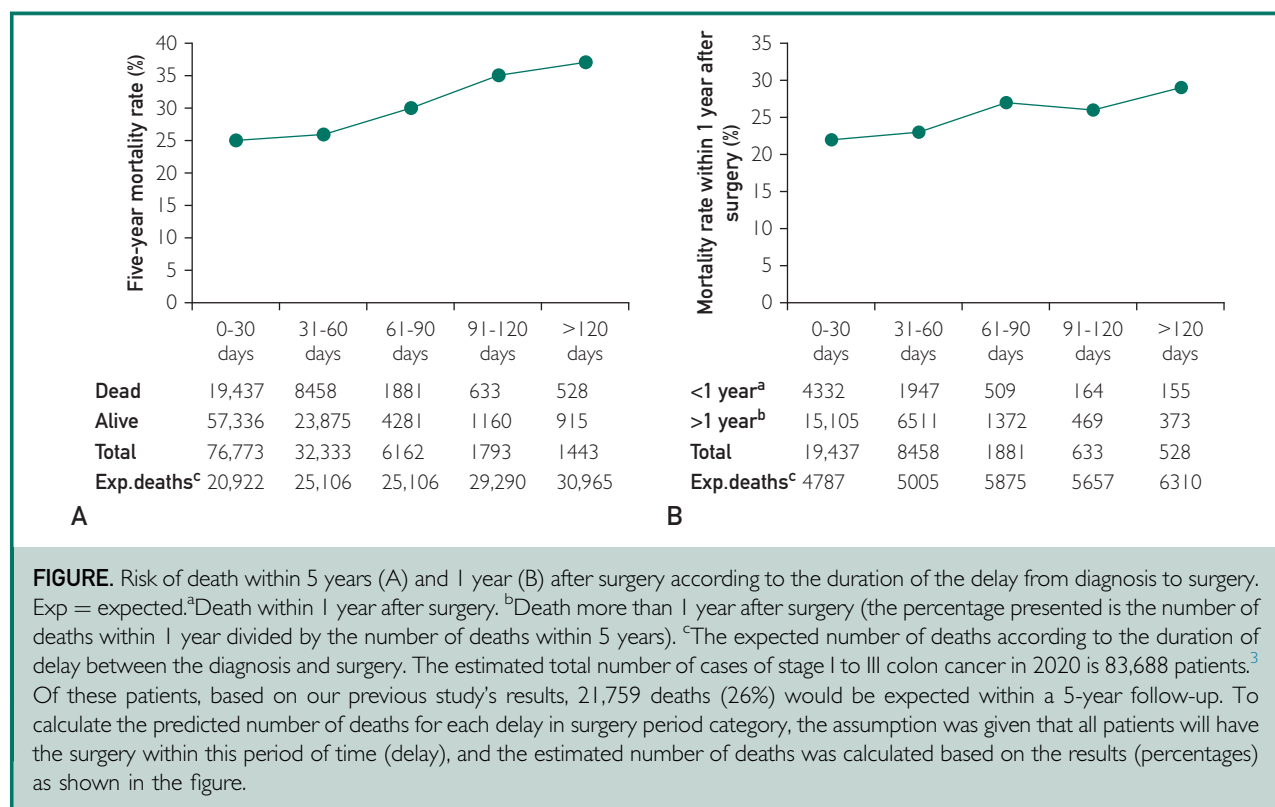 Five-year mortality rate (%)
40
35
30
25
20
15
10
5
0
0-30 31-60 61-90 91-120 >120
days days days days days
Dead 19,437 8458 1881 633 528
Alive 57,336 23,875 4281 1160 915
Total 76,773 32,333 6162 1793 1443
Exp.deathsc 20,922 25,106 25,106 29,290 30,965
A
Mortality rate within 1 year after
surgery (%)
35
30
25
20
15
10
5
0
0-30 31-60 61-90 91-120 >120
days days days days days
<1 yeara 4332 1947 509 164 155
>1 yearb 15,105 6511 1372 469 373
Total 19,437 8458 1881 633 528
Exp.deathsc 4787 5005 5875 5657 6310
B
FIGURE. Risk of death within 5 years (A) and 1 year (B) after surgery according to the duration of the delay from diagnosis to surgery.
Exp = expected.aDeath within 1 year after surgery. bDeath more than 1 year after surgery (the percentage presented is the number of
deaths within 1 year divided by the number of deaths within 5 years). cThe expected number of deaths according to the duration of
delay between the diagnosis and surgery. The estimated total number of cases of stage I to III colon cancer in 2020 is 83,688 patients.3
Of these patients, based on our previous study's results, 21,759 deaths (26%) would be expected within a 5-year follow-up. To
calculate the predicted number of deaths for each delay in surgery period category, the assumption was given that all patients will have
the surgery within this period of time (delay), and the estimated number of deaths was calculated based on the results (percentages)
as shown in the figure.